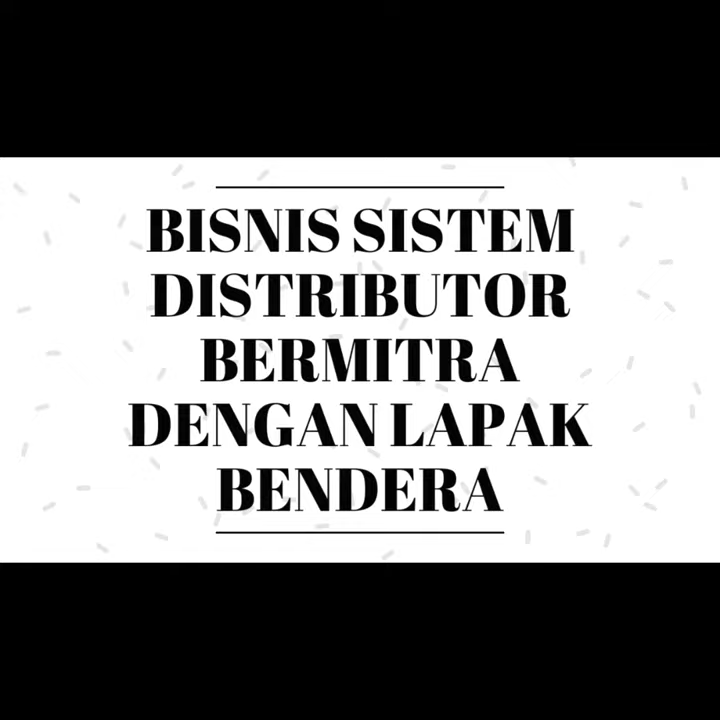 BISNIS SISTEM
DISTRIBUTOR
BERMITRA
DENGAN LAPAK
BENDERA